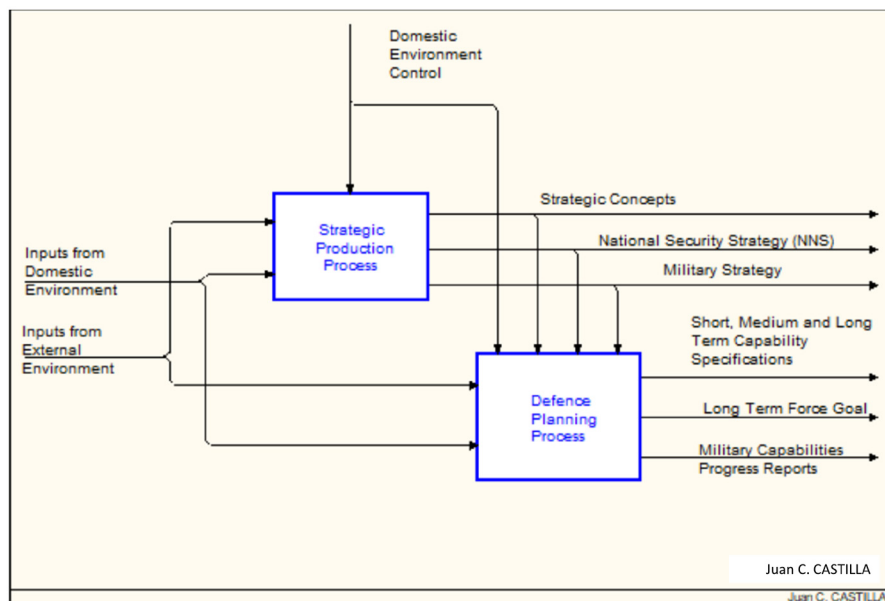 Domestic
Environment
Control
Strategic
Production
Process
Strategic Concepts
National Security Strategy (NNS)
Military Strategy
Inputs from
Domestic
Environment
Inputs from
External
Environment
Short, Medium and Long
Term Capability
Specifications
Defence
Planning
Process
Long Term Force Goal
Military Capabilities
Progress Reports
Juan C. CASTILLA
Juan C. CASTILLA